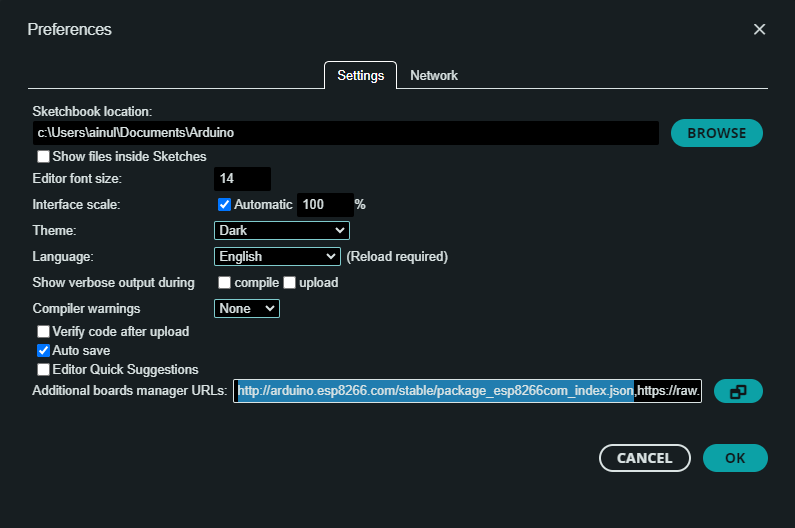 Preferences
Settings Network
Sketchbook location:
c:\Users\ainul\Documents\Arduino
BROWSE
Show files inside Sketches
Editor font size: 14
Interface scale: Automatic 100 %
Theme: Dark
Language: English (Reload required)
Show verbose output during compile upload
Compiler warnings None
Verify code after upload
Auto save
Editor Quick Suggestions
Additional boards manager URLs: http://arduino.esp8266.com/stable/package_esp8266com_index.json,https://raw.
CANCEL OK